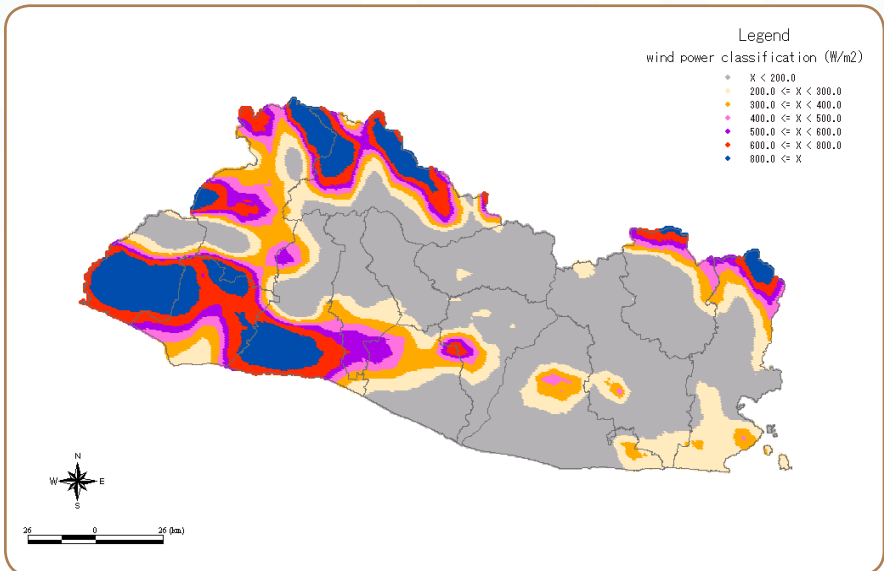 Legend
wind power classification (W/m2)
X < 200.0
200.0 <= X < 300.0
300.0 <= X < 400.0
400.0 <= X < 500.0
500.0 <= X < 600.0
600.0 <= X < 800.0
800.0 <= X
N
W E
S
26 0 26 (km)